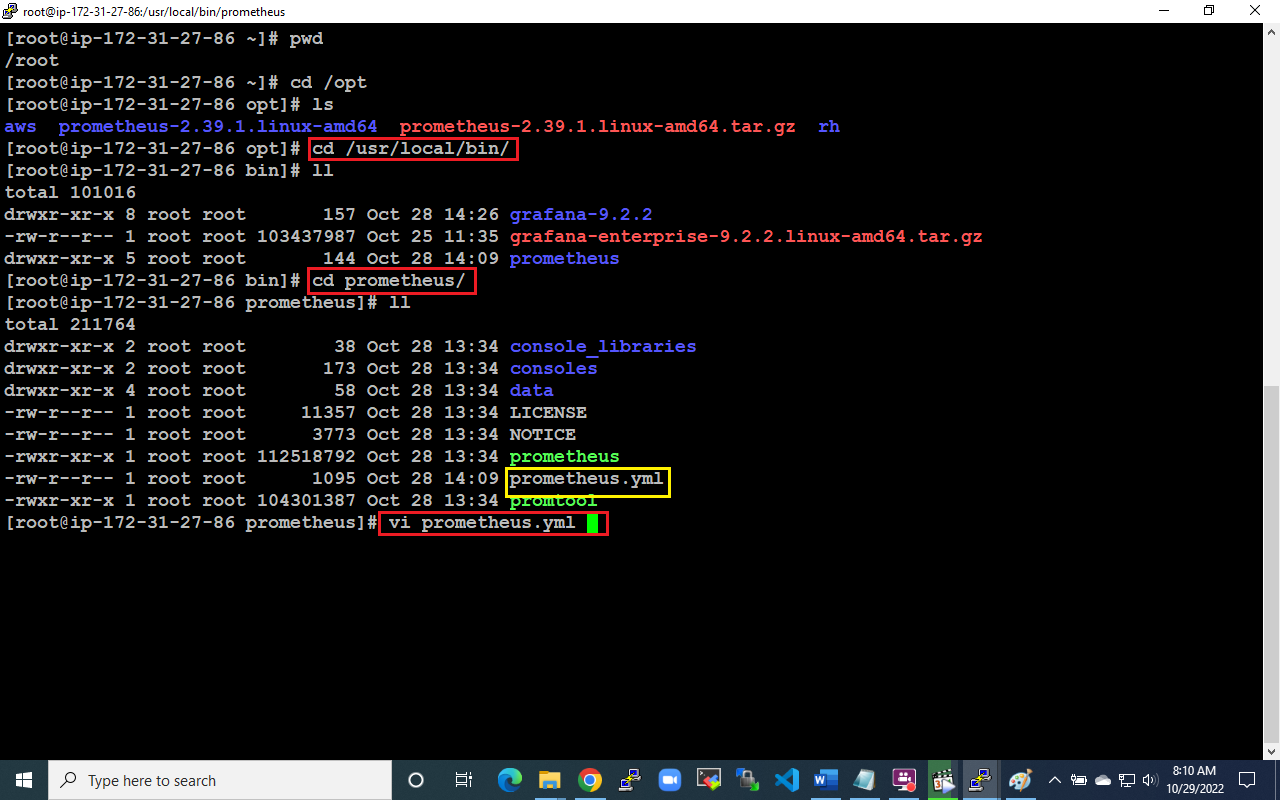 root@ip-172-31-27-86:/usr/local/bin/prometheus
[root@ip-172-31-27-86 ~]# pwd
/root
[root@ip-172-31-27-86 ~]# cd /opt
[root@ip-172-31-27-86 opt]# ls
aws  prometheus-2.39.1.linux-amd64  prometheus-2.39.1.linux-amd64.tar.gz  rh
[root@ip-172-31-27-86 opt]# cd /usr/local/bin/
[root@ip-172-31-27-86 bin]# ll
total 101016
drwxr-xr-x 8 root root       157 Oct 28 14:26 grafana-9.2.2
-rw-r--r-- 1 root root 103437987 Oct 25 11:35 grafana-enterprise-9.2.2.linux-amd64.tar.gz
drwxr-xr-x 5 root root       144 Oct 28 14:09 prometheus
[root@ip-172-31-27-86 bin]# cd prometheus/
[root@ip-172-31-27-86 prometheus]# ll
total 211764
drwxr-xr-x 2 root root        38 Oct 28 13:34 console_libraries
drwxr-xr-x 2 root root       173 Oct 28 13:34 consoles
drwxr-xr-x 4 root root        58 Oct 28 13:34 data
-rw-r--r-- 1 root root     11357 Oct 28 13:34 LICENSE
-rw-r--r-- 1 root root      3773 Oct 28 13:34 NOTICE
-rwxr-xr-x 1 root root 112518792 Oct 28 13:34 prometheus
-rw-r--r-- 1 root root      1095 Oct 28 14:09 prometheus.yml
-rwxr-xr-x 1 root root 104301387 Oct 28 13:34 promtool
[root@ip-172-31-27-86 prometheus]# vi prometheus.yml
Type here to search
8:10 AM
10/29/2022